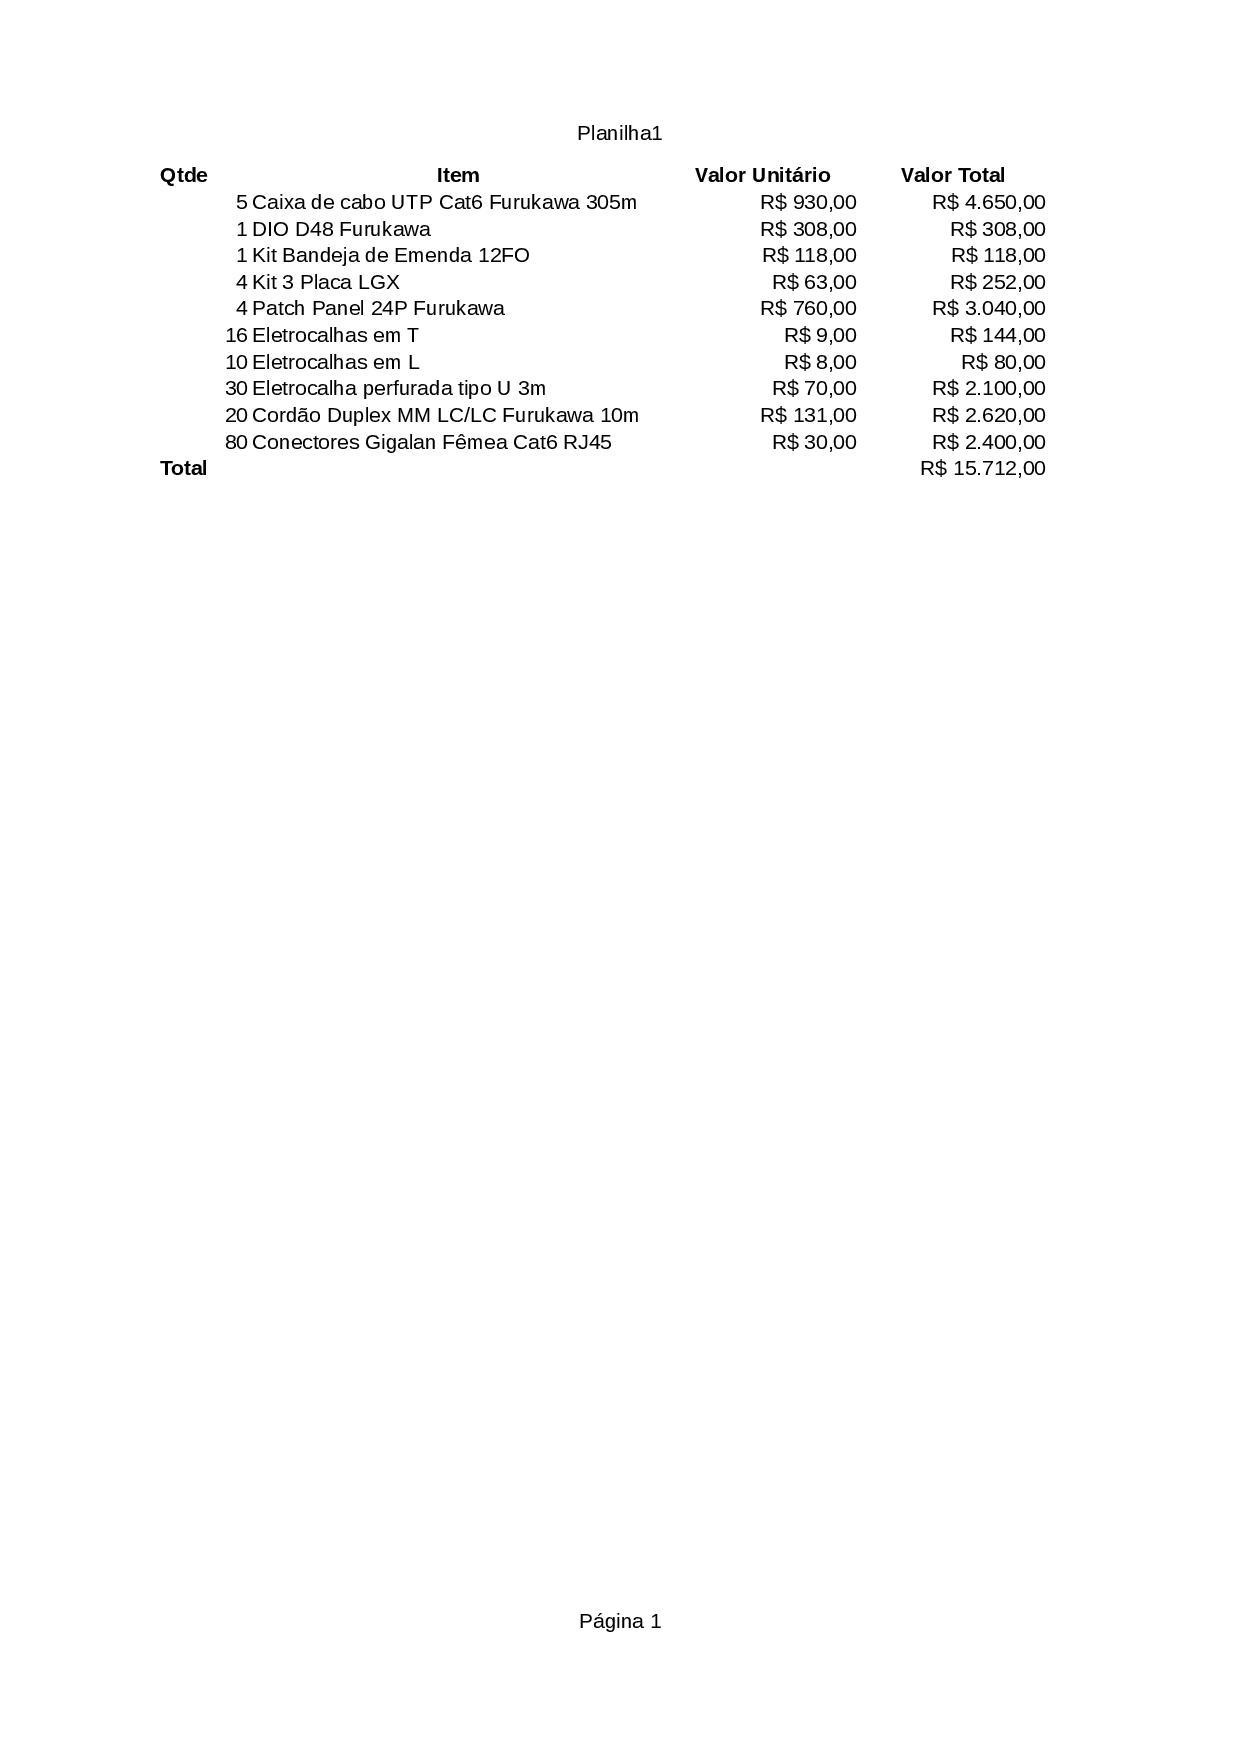 Planilha1
Qtde Item Valor Unitário Valor Total
5 Caixa de cabo UTP Cat6 Furukawa 305m R$ 930,00 R$ 4.650,00
1 DIO D48 Furukawa R$ 308,00 R$ 308,00
1 Kit Bandeja de Emenda 12FO R$ 118,00 R$ 118,00
4 Kit 3 Placa LGX R$ 63,00 R$ 252,00
4 Patch Panel 24P Furukawa R$ 760,00 R$ 3.040,00
16 Eletrocalhas em T R$ 9,00 R$ 144,00
10 Eletrocalhas em L R$ 8,00 R$ 80,00
30 Eletrocalha perfurada tipo U 3m R$ 70,00 R$ 2.100,00
20 Cordão Duplex MM LC/LC Furukawa 10m R$ 131,00 R$ 2.620,00
80 Conectores Gigalan Fêmea Cat6 RJ45 R$ 30,00 R$ 2.400,00
Total R$ 15.712,00
Página 1